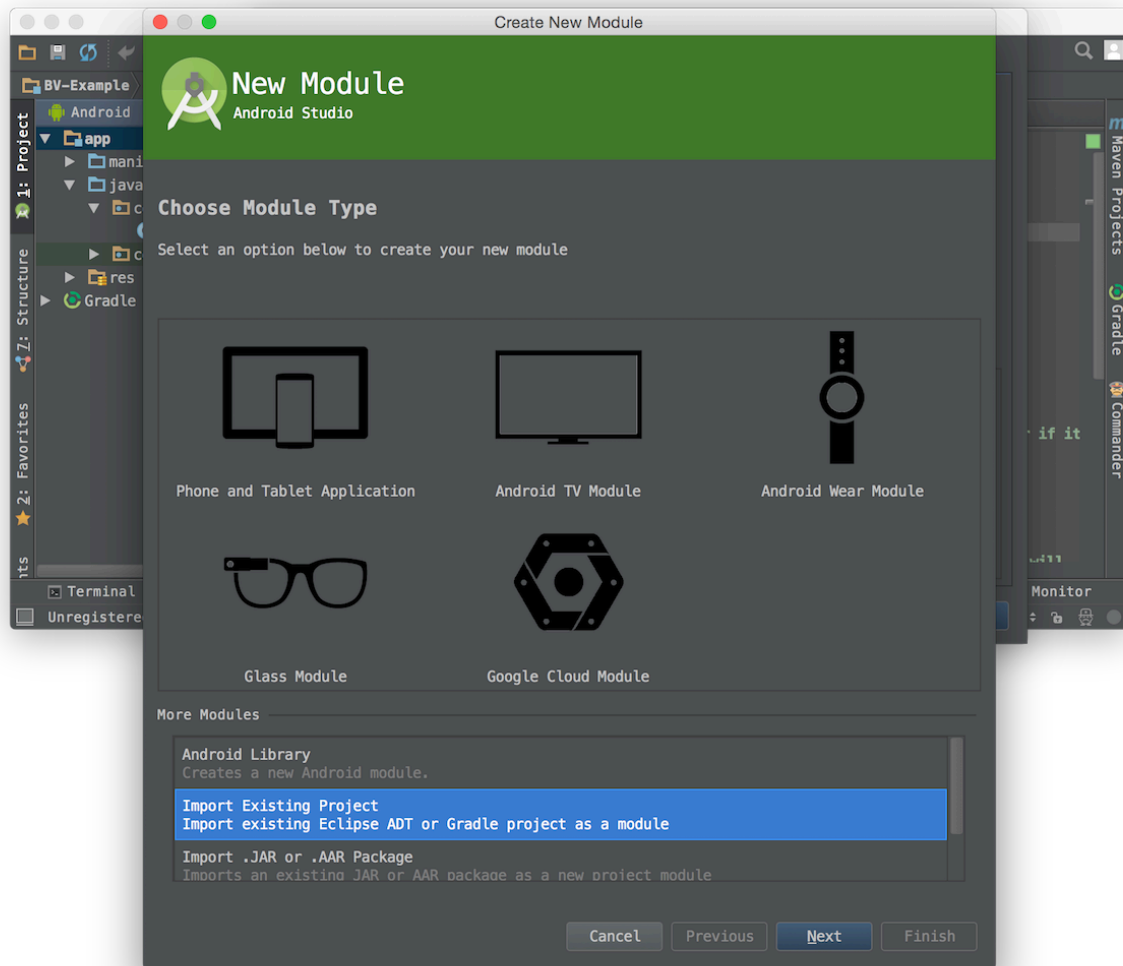 Create New Module
New Module
Android Studio
BV-Example
Android
1: Project
app
java
res
Gradle
Z: Structure
2: Favorites
Terminal
Choose Module Type
Select an option below to create your new module
Phone and Tablet Application
Android TV Module
Android Wear Module
Glass Module
Google Cloud Module
More Modules
Android Library
Creates a new Android module.
Import Existing Project
Import existing Eclipse ADT or Gradle project as a module
Import .JAR or .AAR Package
Imports an existing JAR or AAR package as a new project module
Cancel
Previous
Next
Finish
Maven Projects
Gradle
Commander
if it
Monitor